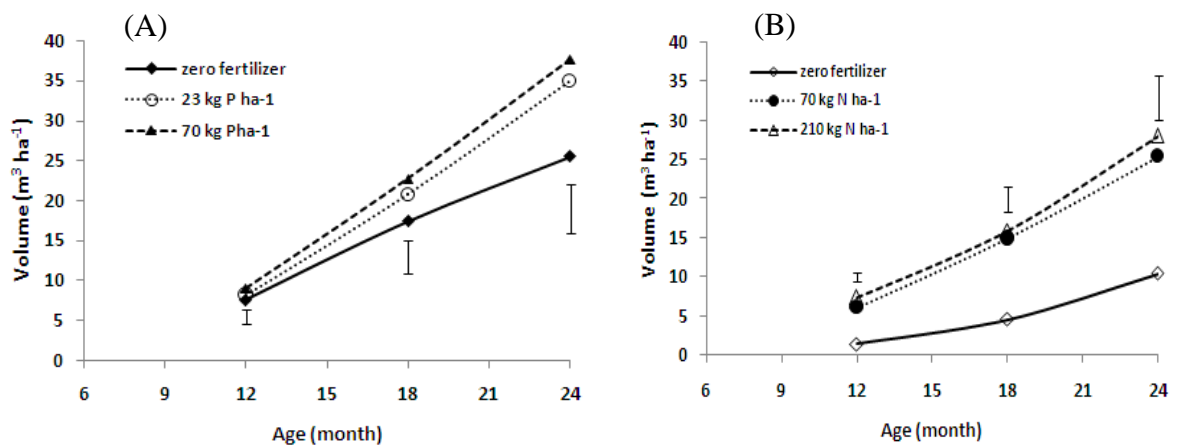 (A)
40
35
30
25
20
15
10
5
0
Volume (m³ ha⁻¹)
zero fertilizer
23 kg P ha-1
70 kg Pha-1
6 9 12 15 18 21 24
Age (month)
(B)
40
35
30
25
20
15
10
5
0
Volume (m³ ha⁻¹)
zero fertilizer
70 kg N ha-1
210 kg N ha-1
6 9 12 15 18 21 24
Age (month)